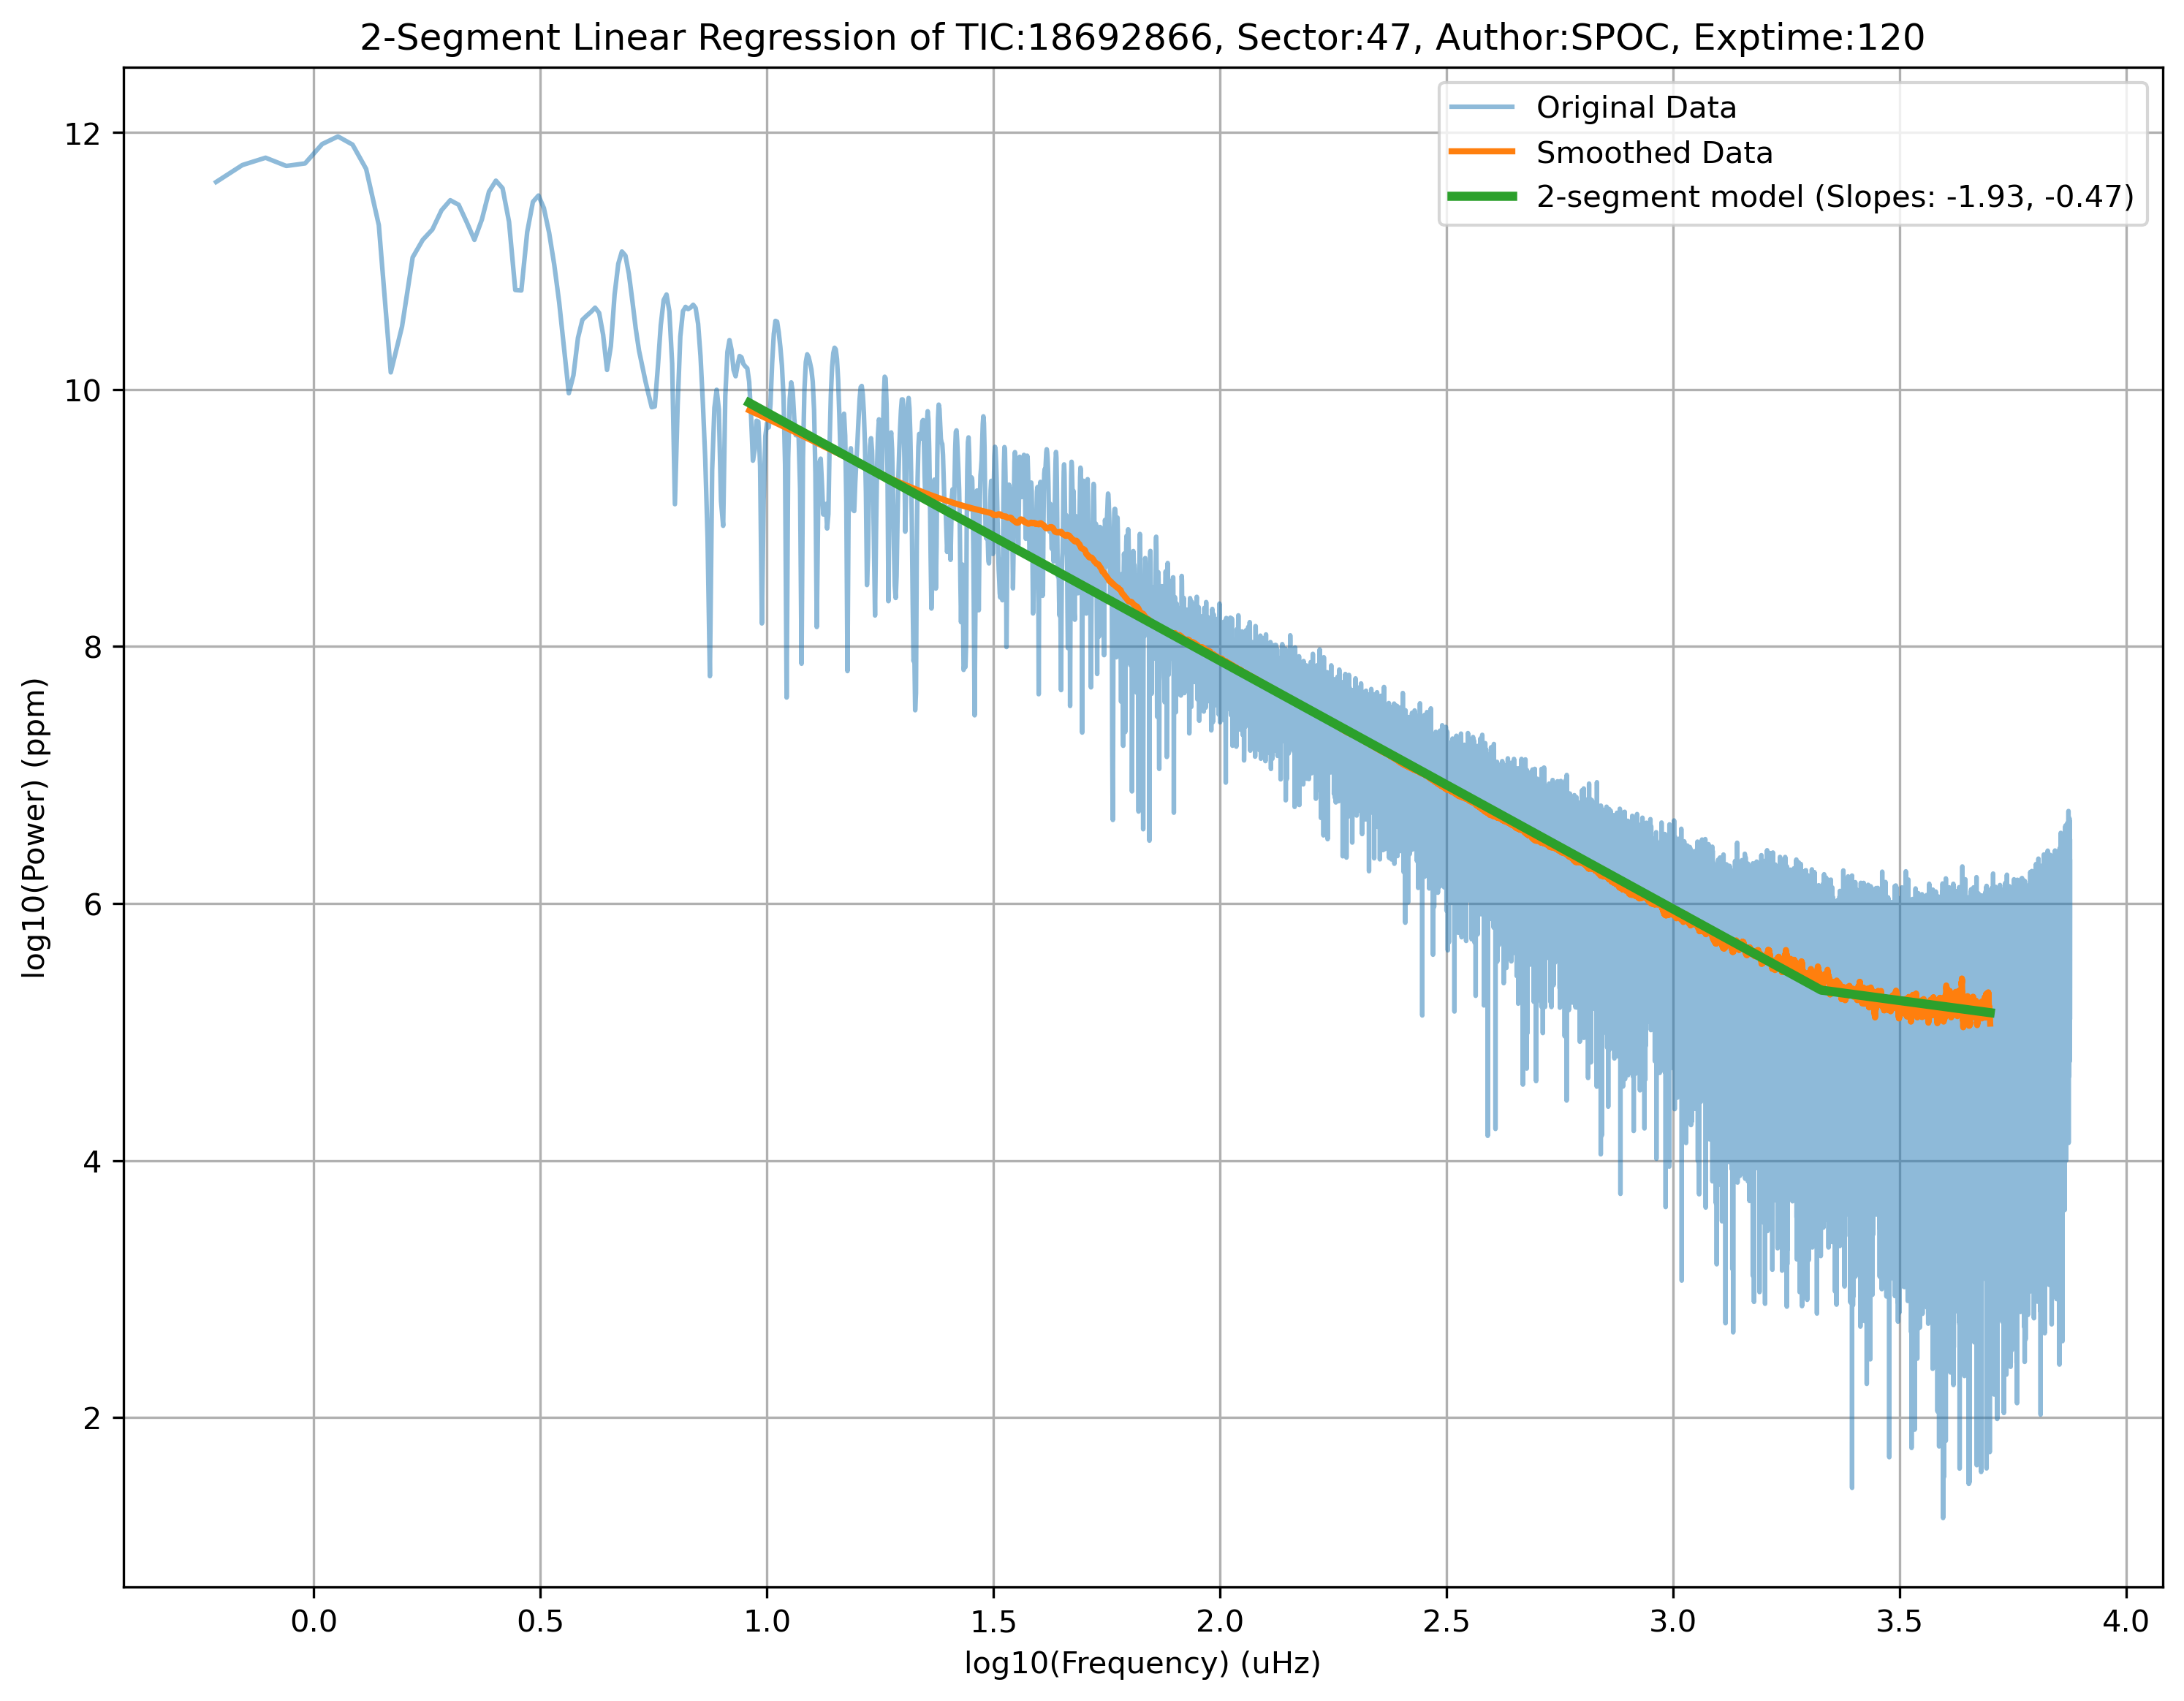 2-Segment Linear Regression of TIC:18692866, Sector:47, Author:SPOC, Exptime:120
Original Data
Smoothed Data
2-segment model (Slopes: -1.93, -0.47)
12
10
8
6
4
2
log10(Power) (ppm)
0.0 0.5 1.0 1.5 2.0 2.5 3.0 3.5 4.0
log10(Frequency) (uHz)